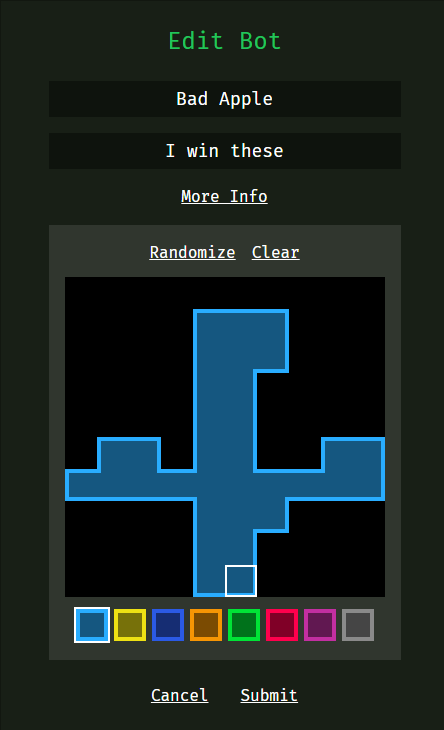 Edit Bot
Bad Apple
I win these
More Info
Randomize Clear
Cancel Submit